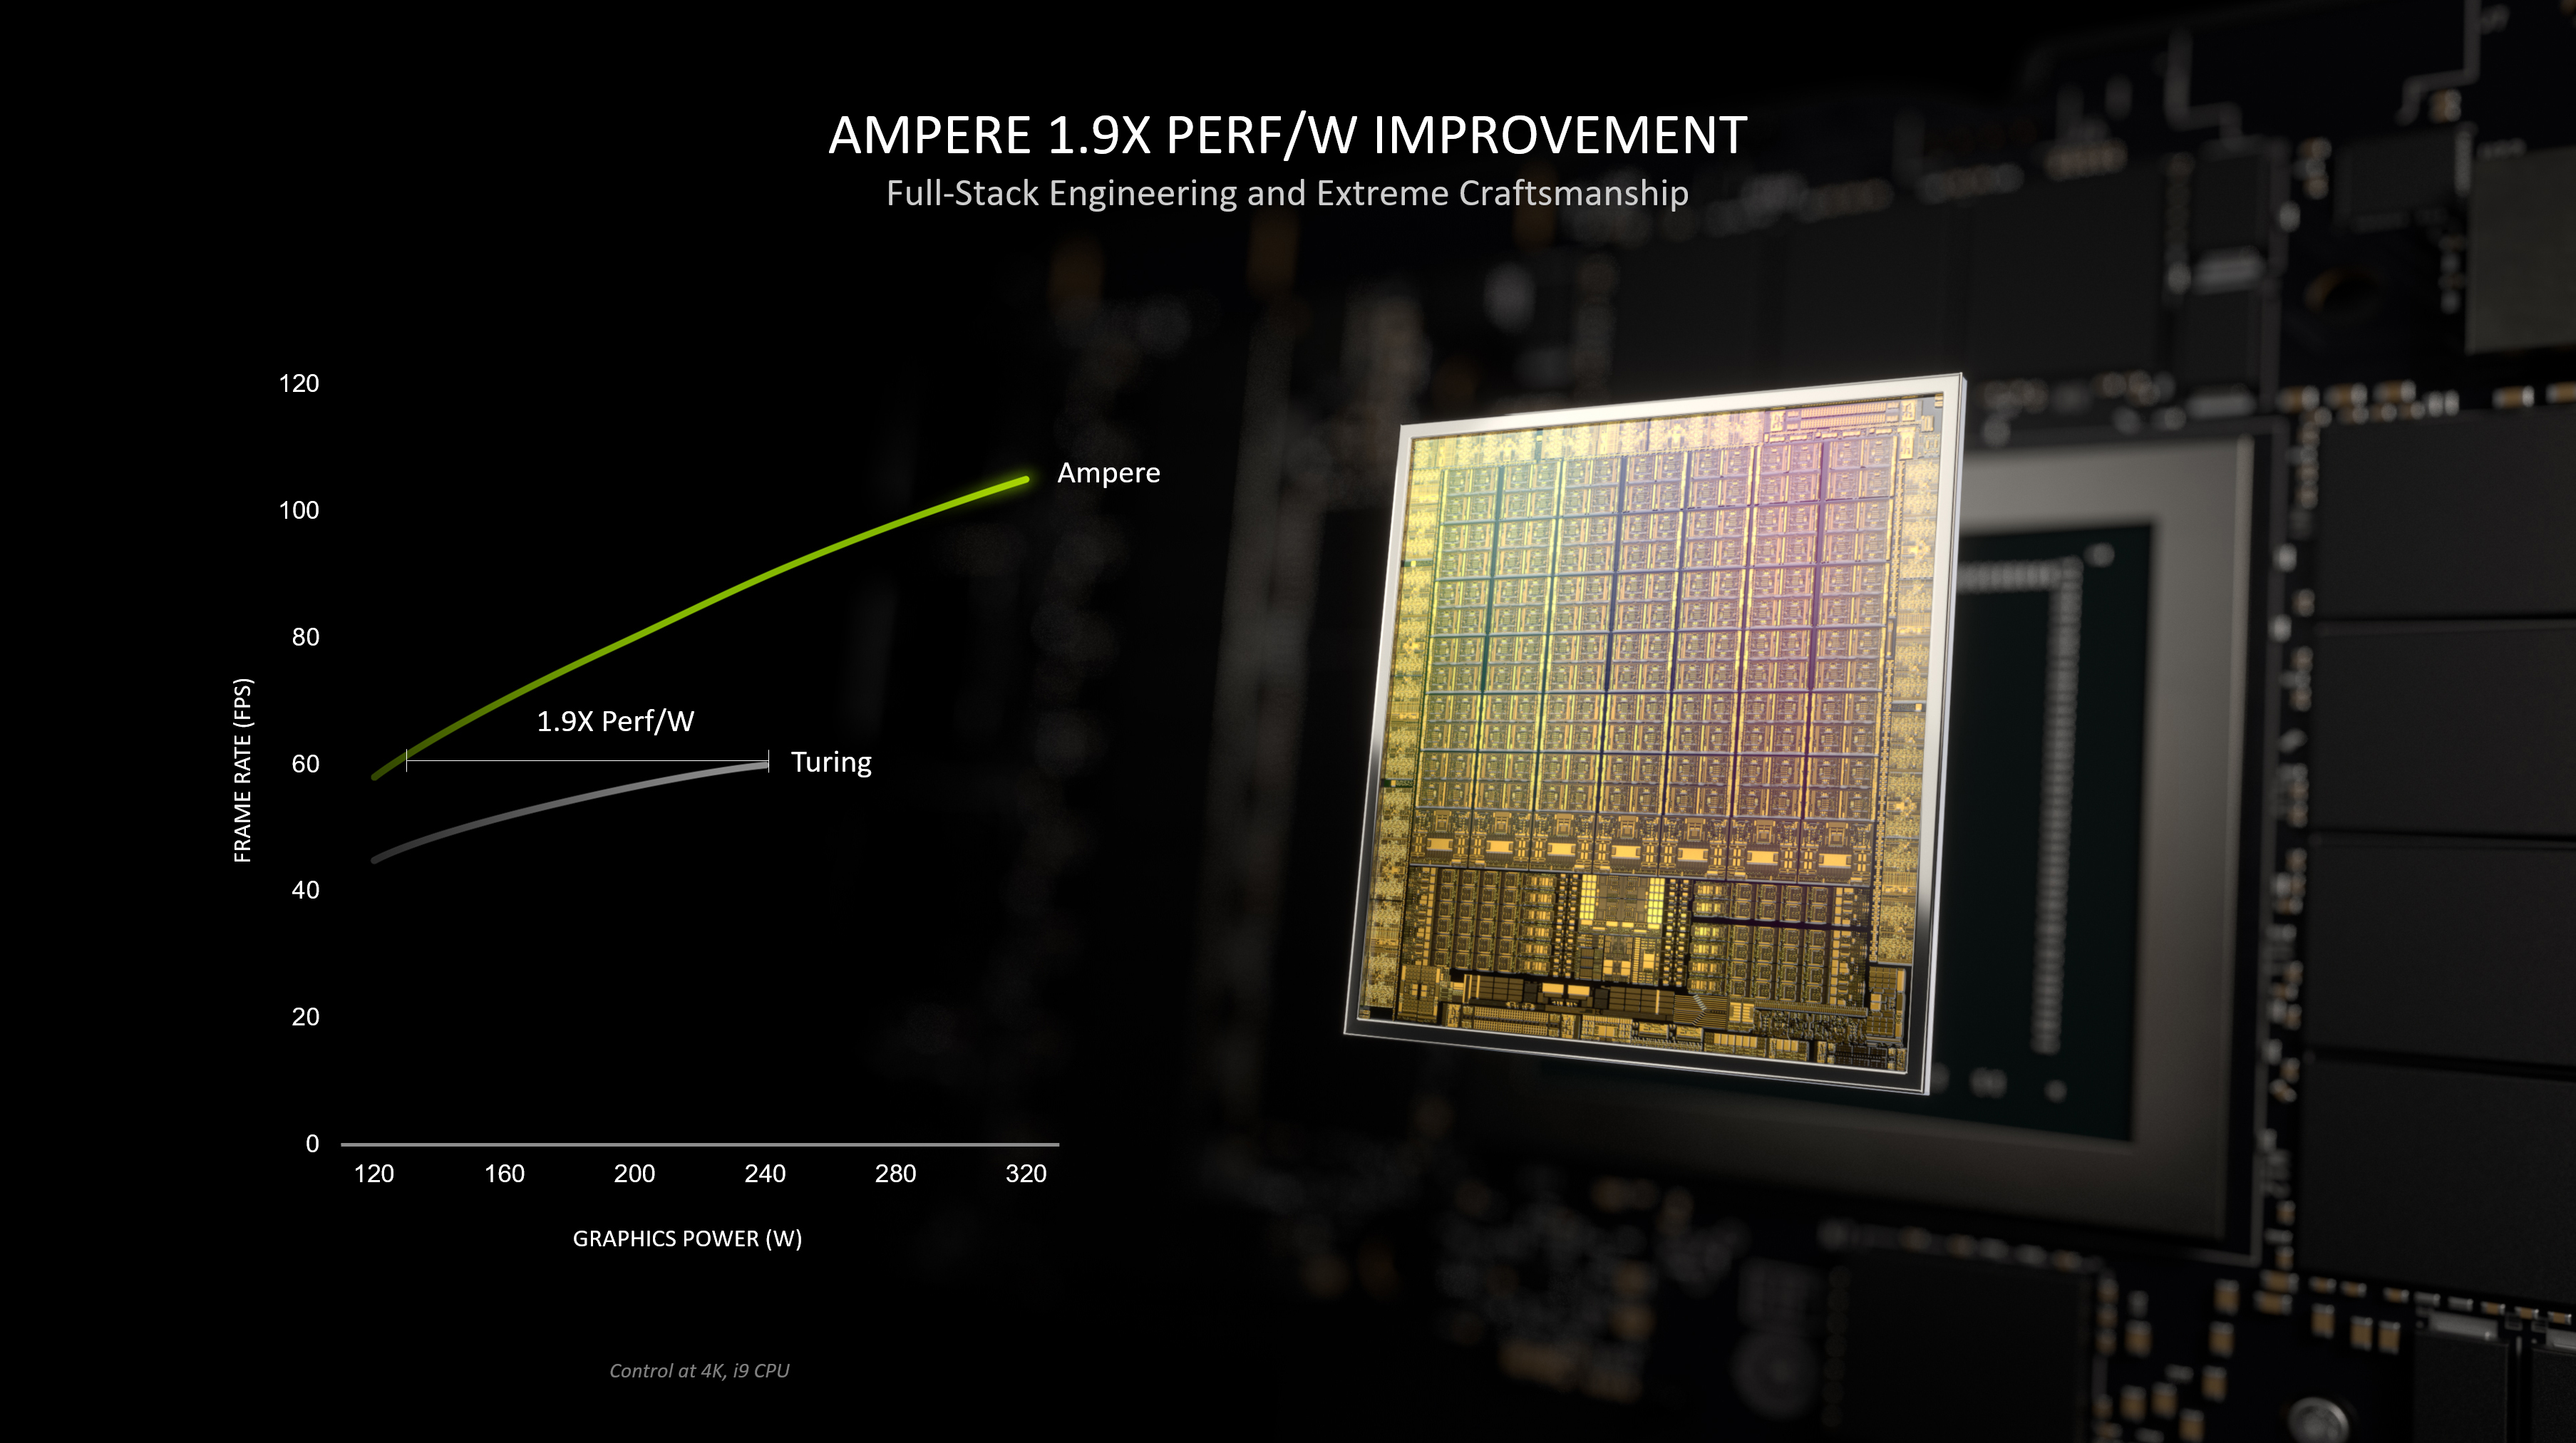 AMPERE 1.9X PERF/W IMPROVEMENT
Full-Stack Engineering and Extreme Craftsmanship
120
Ampere
100
80
1.9X Perf/W
60
Turing
FRAME RATE (FPS)
40
20
0
120 160 200 240 280 320
GRAPHICS POWER (W)
Control at 4K, i9 CPU